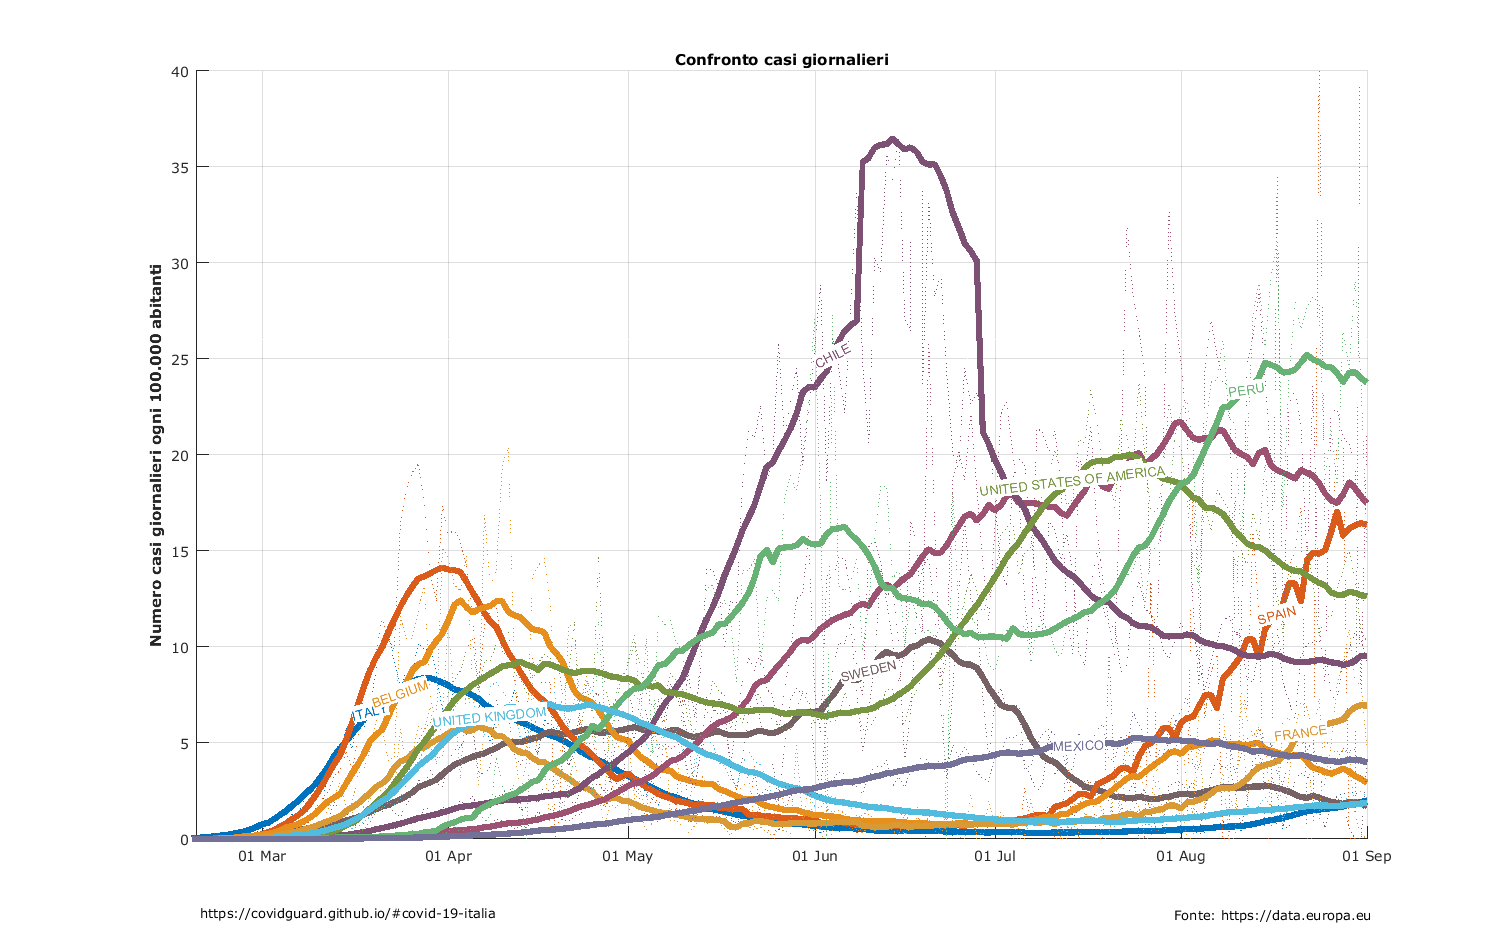 Confronto casi giornalieri
Numero casi giornalieri ogni 100.000 abitanti
40
35
30
25
20
15
10
5
0
CHILE
PERU
UNITED STATES OF AMERICA
SPAIN
SWEDEN
BELGIUM
ITALY
UNITED KINGDOM
MEXICO
FRANCE
01 Mar
01 Apr
01 May
01 Jun
01 Jul
01 Aug
01 Sep
https://covidguard.github.io/#covid-19-italia
Fonte: https://data.europa.eu